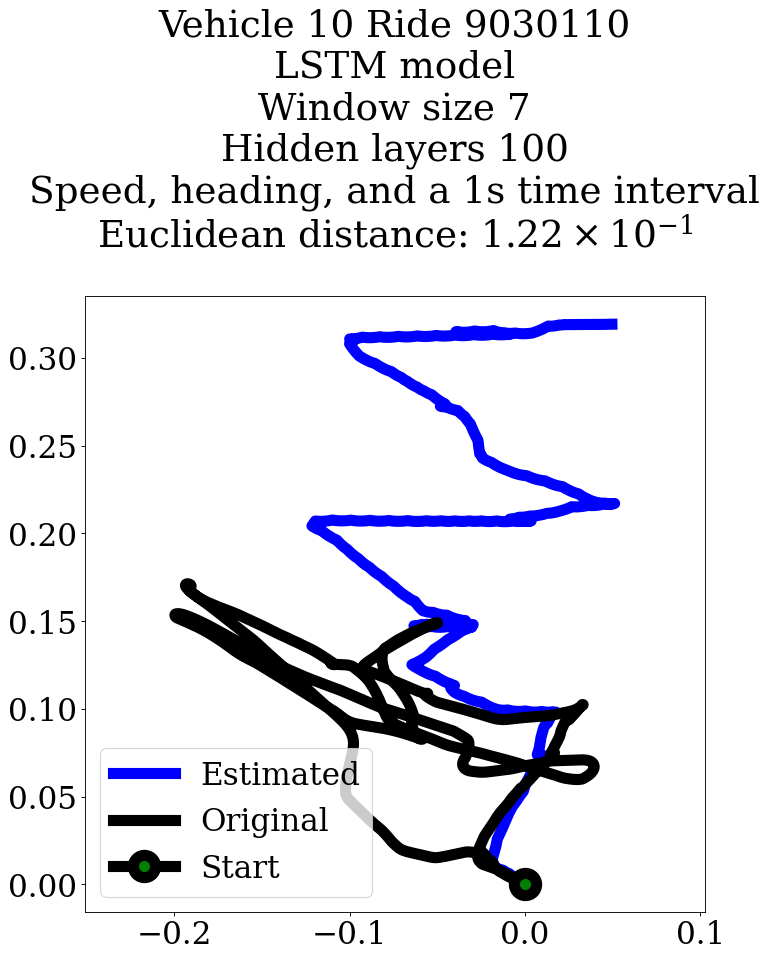 Vehicle 10 Ride 9030110
LSTM model
Window size 7
Hidden layers 100
Speed, heading, and a 1s time interval
Euclidean distance: 1.22 × 10⁻¹
0.30
0.25
0.20
0.15
0.10
0.05
0.00
Estimated
Original
Start
−0.2 −0.1 0.0 0.1